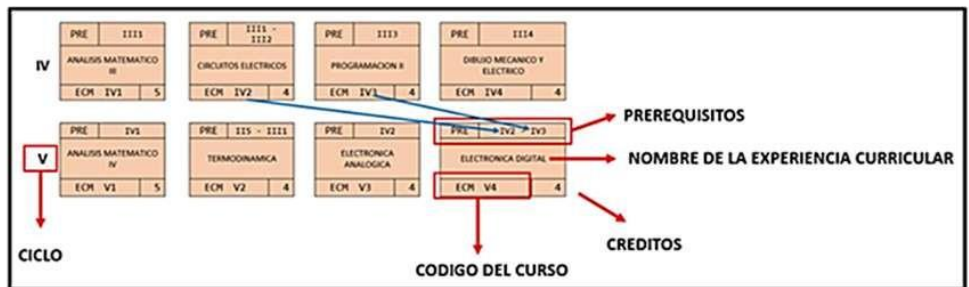 IV
PRE III1
ANALISIS MATEMATICO
III
ECM IV1 5
PRE III1 -
III2
CIRCUITOS ELECTRICOS
ECM IV2 4
PRE III3
PROGRAMACION II
ECM IV3 4
PRE III4
DIBUJO MECANICO Y
ELECTRICO
ECM IV4 4
V
PRE IV1
ANALISIS MATEMATICO
IV
ECM V1 5
PRE II5 - III1
TERMODINAMICA
ECM V2 4
PRE IV2
ELECTRONICA
ANALOGICA
ECM V3 4
PRE IV2 IV3
ELECTRONICA DIGITAL
ECM V4 4
PREREQUISITOS
NOMBRE DE LA EXPERIENCIA CURRICULAR
CREDITOS
CODIGO DEL CURSO
CICLO